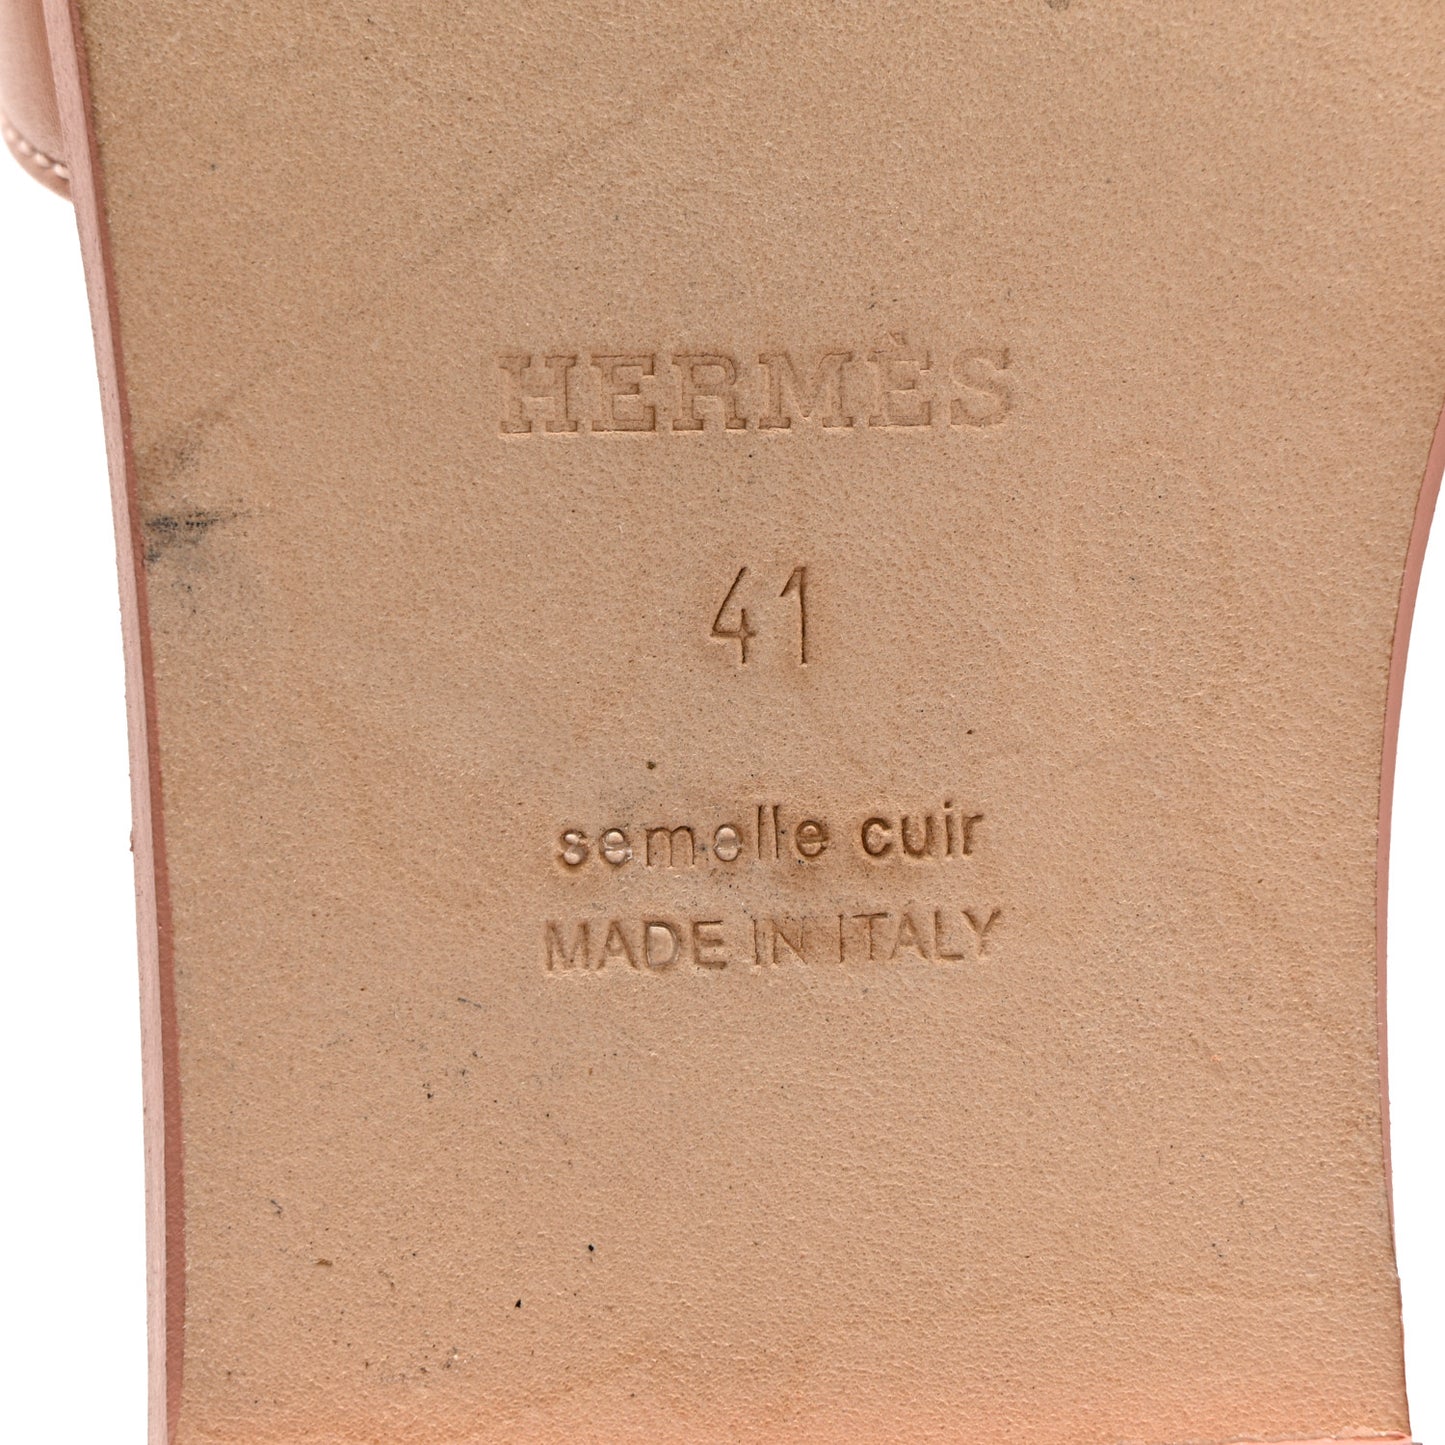 HERMÈS
41
semelle cuir
MADE IN ITALY